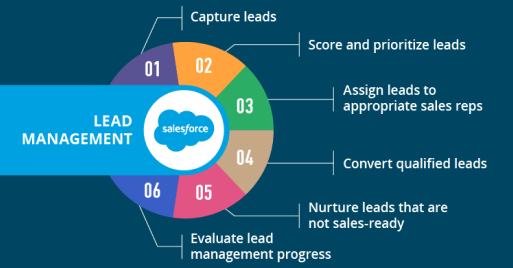 Capture leads
01
02
Score and prioritize leads
03
Assign leads to
appropriate sales reps
LEAD
MANAGEMENT
salesforce
04
Convert qualified leads
05
Nurture leads that are
not sales-ready
06
Evaluate lead
management progress